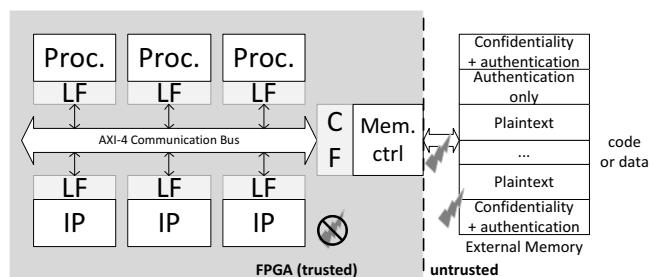 Proc. Proc. Proc.
LF LF LF
AXI-4 Communication Bus
C
F
Mem.
ctrl
LF LF LF
IP IP IP
FPGA (trusted)
untrusted
Confidentiality
+ authentication
Authentication
only
Plaintext
...
Plaintext
Confidentiality
+ authentication
External Memory
code
or data